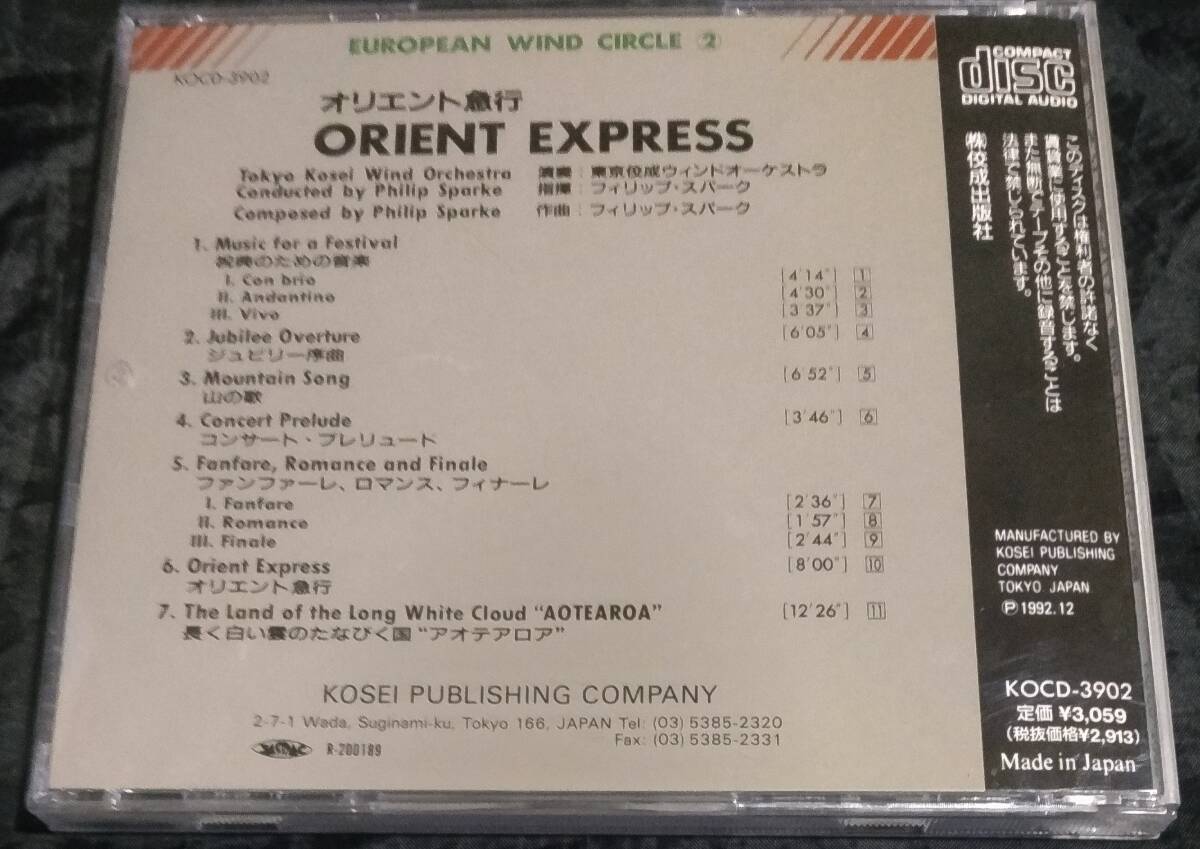 EUROPEAN WIND CIRCLE ②
KOCD-3902
オリエント急行
ORIENT EXPRESS
Tokyo Kosei Wind Orchestra 演奏：東京佼成ウィンドオーケストラ
Conducted by Philip Sparke 指揮：フィリップ・スパーク
Composed by Philip Sparke 作曲：フィリップ・スパーク
1. Music for a Festival
祝典のための音楽
I. Con brio [4'14"] 1
II. Andantino [4'30"] 2
III. Vivo [3'37"] 3
2. Jubilee Overture [6'05"] 4
ジュビリー序曲
3. Mountain Song [6'52"] 5
山の歌
4. Concert Prelude [3'46"] 6
コンサート・プレリュード
5. Fanfare, Romance and Finale
ファンファーレ、ロマンス、フィナーレ
I. Fanfare [2'36"] 7
II. Romance [1'57"] 8
III. Finale [2'44"] 9
6. Orient Express [8'00"] 10
オリエント急行
7. The Land of the Long White Cloud "AOTEAROA" [12'26"] 11
長く白い雲のたなびく国"アオテアロア"
KOSEI PUBLISHING COMPANY
2-7-1 Wada, Suginami-ku, Tokyo 166, JAPAN Tel: (03) 5385-2320
Fax: (03) 5385-2331
JASRAC R-200189
COMPACT
disc
DIGITAL AUDIO
このディスクは権利者の許諾なく
賃貸業に使用することを禁じます。
また無断でテープその他に録音することは
法律で禁じられています。
㈱佼成出版社
MANUFACTURED BY
KOSEI PUBLISHING
COMPANY
TOKYO JAPAN
Ⓟ1992.12
KOCD-3902
定価 ¥3,059
(税抜価格¥2,913)
Made in Japan